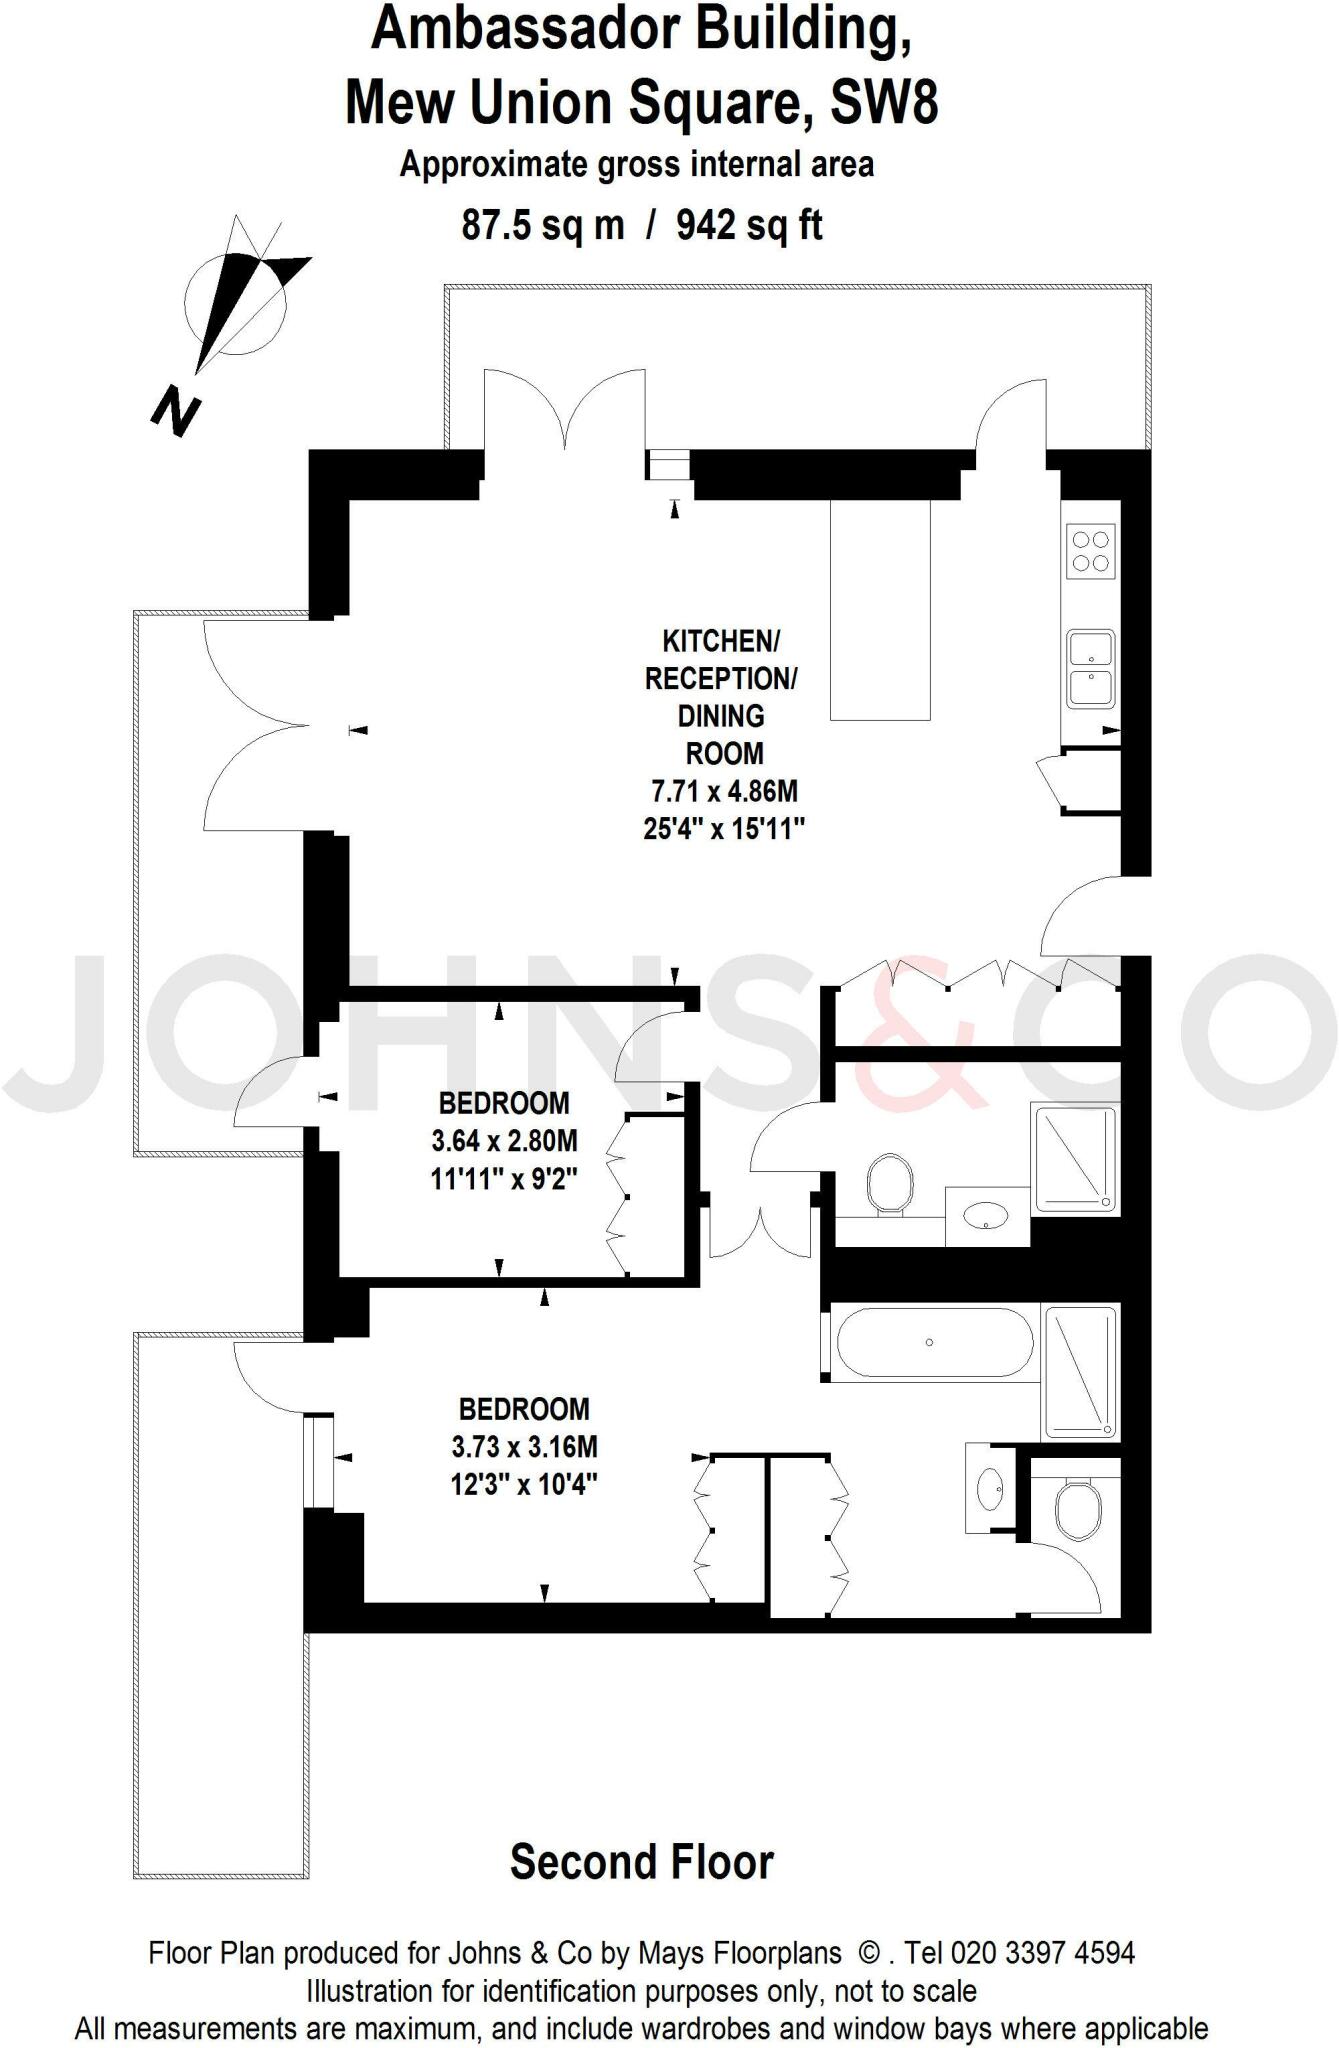 Ambassador Building,
Mew Union Square, SW8
Approximate gross internal area
87.5 sq m / 942 sq ft
N
KITCHEN/
RECEPTION/
DINING
ROOM
7.71 x 4.86M
25'4" x 15'11"
JOHNS&CO
BEDROOM
3.64 x 2.80M
11'11" x 9'2"
BEDROOM
3.73 x 3.16M
12'3" x 10'4"
Second Floor
Floor Plan produced for Johns & Co by Mays Floorplans © . Tel 020 3397 4594
Illustration for identification purposes only, not to scale
All measurements are maximum, and include wardrobes and window bays where applicable